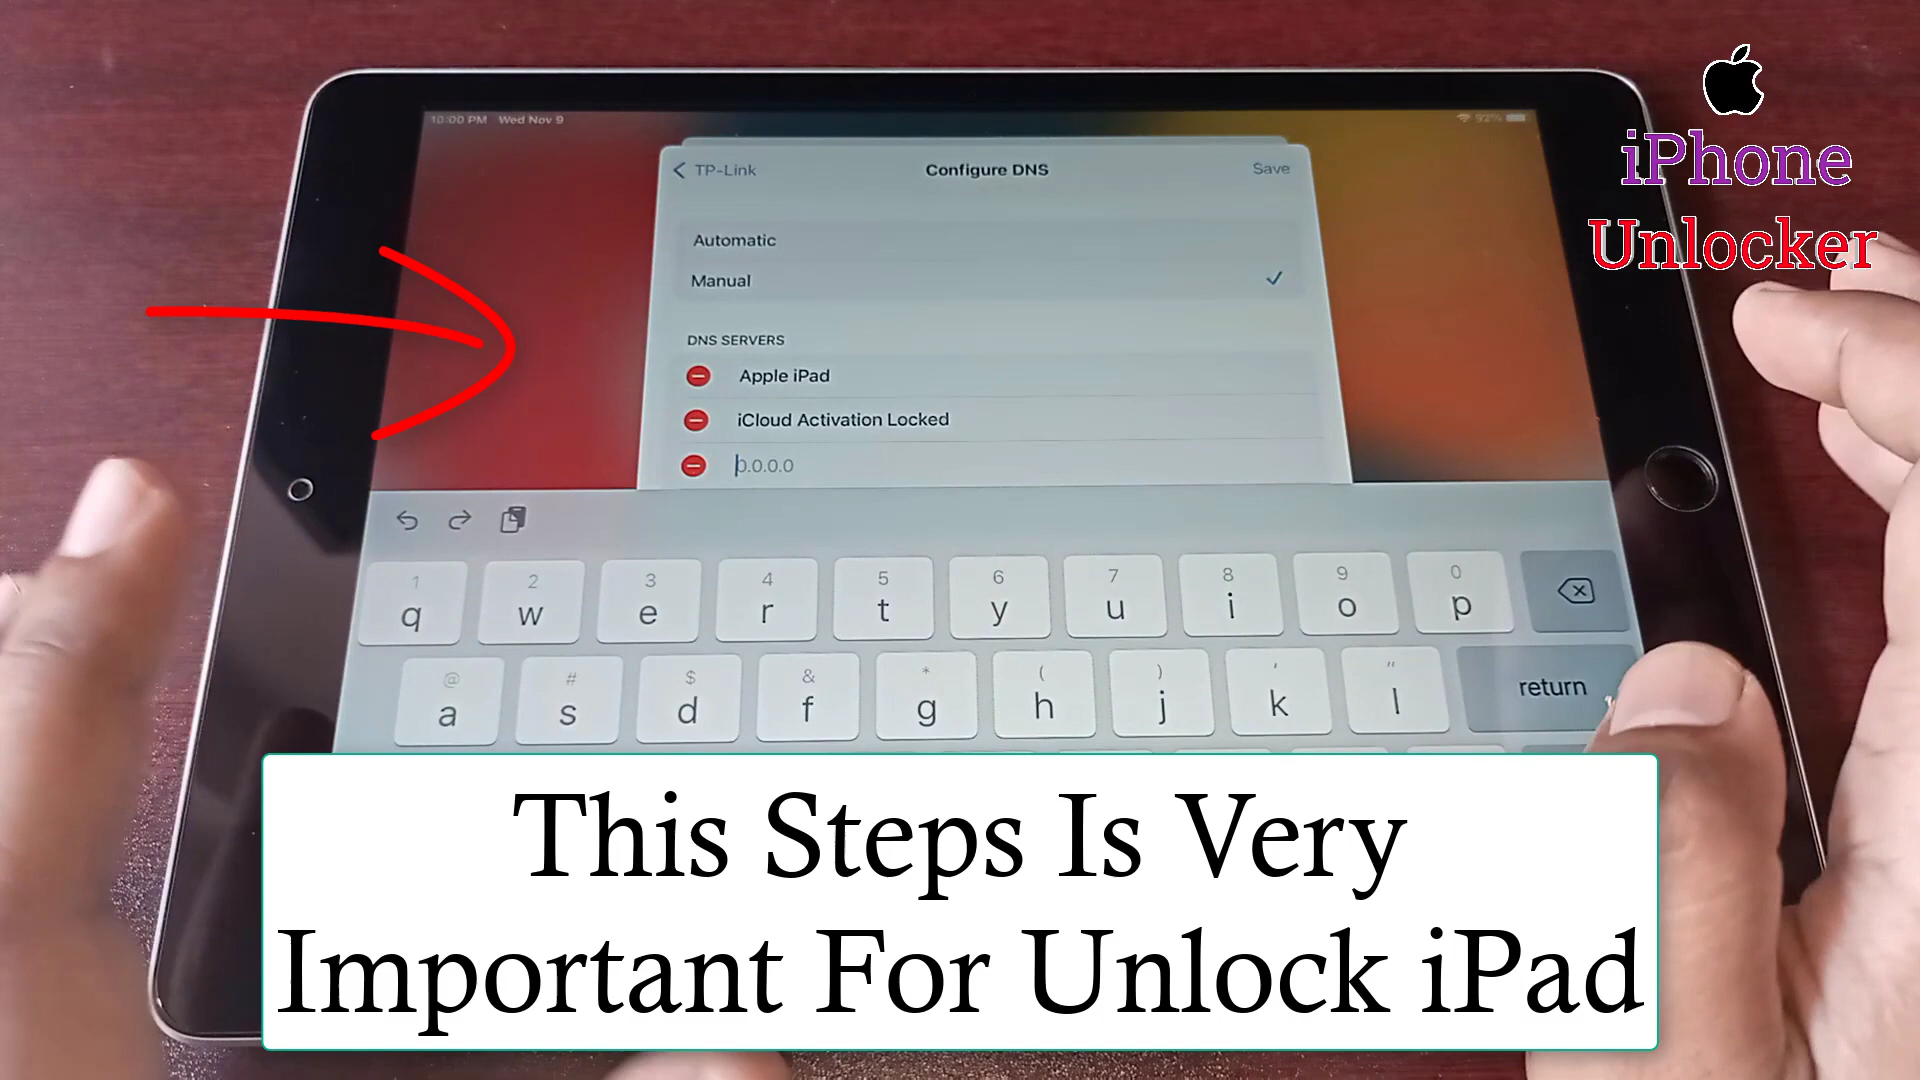 iPhone
Unlocker
10:00 PM Wed Nov 9
92%
TP-Link Configure DNS Save
Automatic
Manual
DNS SERVERS
Apple iPad
iCloud Activation Locked
0.0.0.0
1 2 3 4 5 6 7 8 9 0
q w e r t y u i o p
@ # $ & * ( ) ' "
a s d f g h j k l return
This Steps Is Very
Important For Unlock iPad